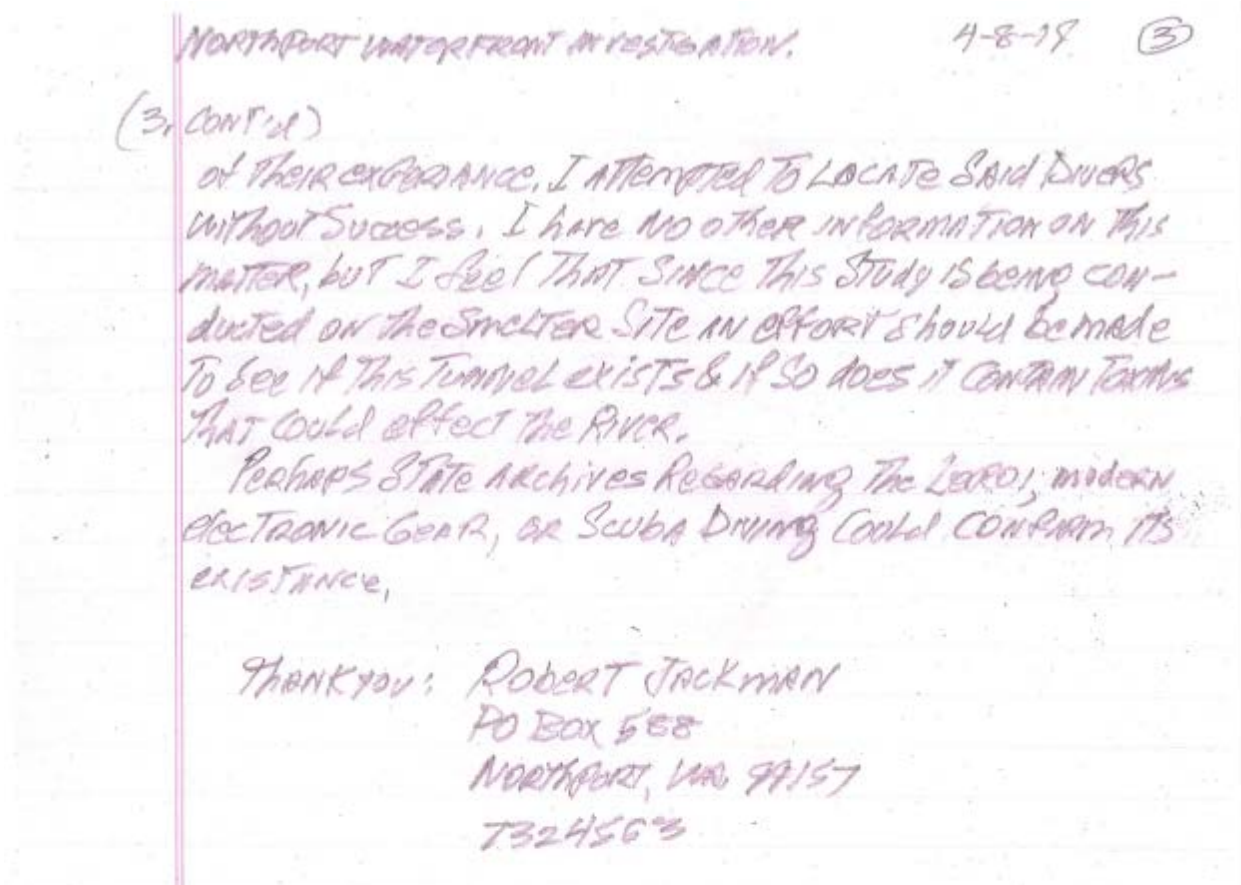 NORTHPORT WATERFRONT INVESTIGATION. 4-8-19 (3)
(3. CONT'd)
of Their experiance. I Attempted To Locate Said Divers
without Success. I have no other information on This
matter, but I feel That Since This Study is being con-
ducted on the Smelter Site an effort should be made
To see if This Tunnel exists & if so does it contain Toxins
That could effect The River.
Perhaps State Archives Regarding The LeRoi, modern
electronic Gear, or Scuba Diving Could confirm its
existance.
Thank you: Robert Jackman
PO Box 588
Northport, WA 99157
7324563